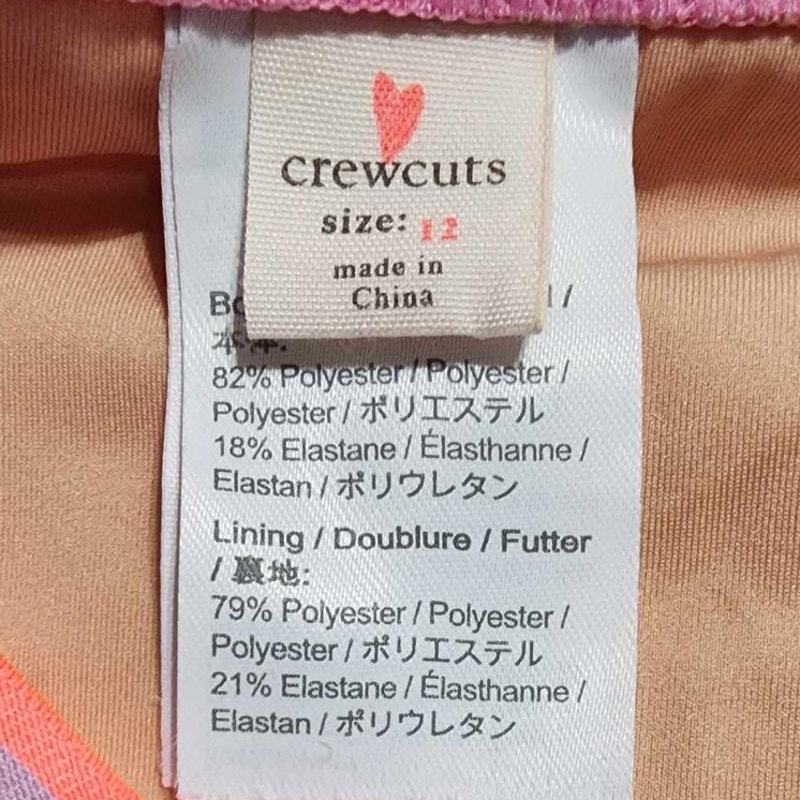 crewcuts
size: 12
made in
China
/
82% Polyester / Polyester /
Polyester / ポリエステル
18% Elastane / Élasthanne /
Elastan / ポリウレタン
Lining / Doublure / Futter
/ 裏地:
79% Polyester / Polyester /
Polyester / ポリエステル
21% Elastane / Élasthanne /
Elastan / ポリウレタン